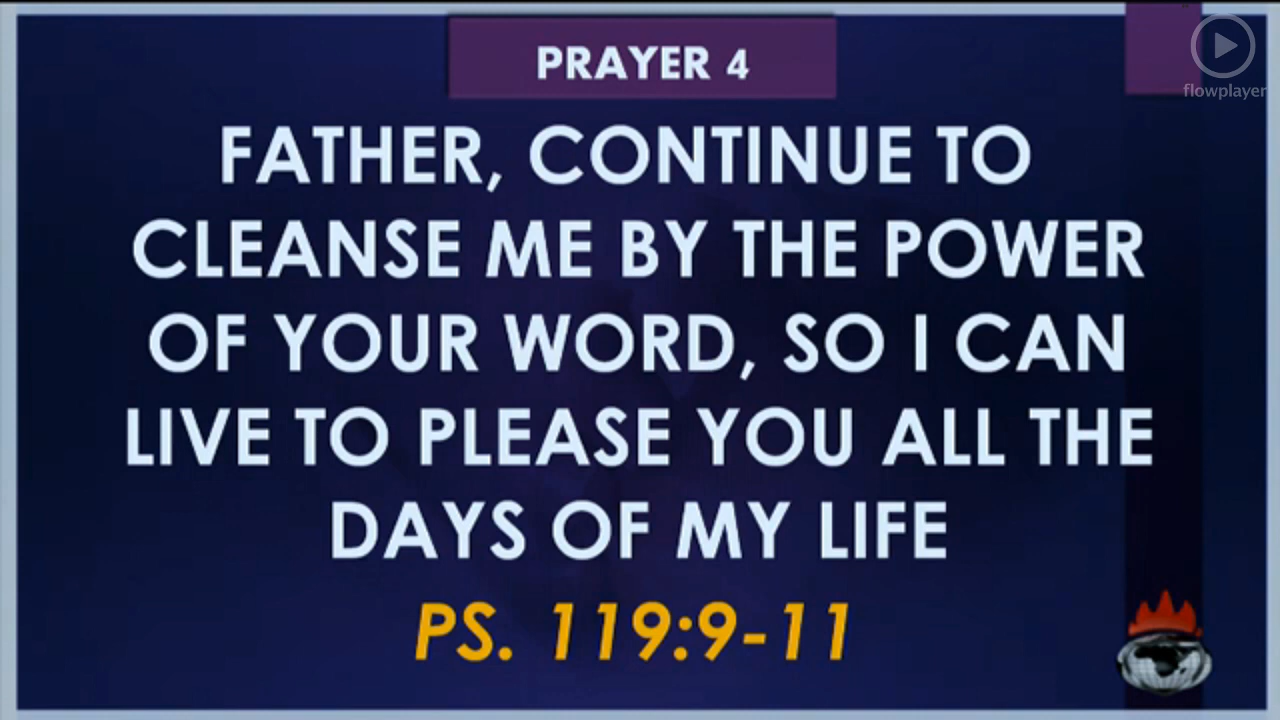 PRAYER 4
flowplayer
FATHER, CONTINUE TO
CLEANSE ME BY THE POWER
OF YOUR WORD, SO I CAN
LIVE TO PLEASE YOU ALL THE
DAYS OF MY LIFE
PS. 119:9-11